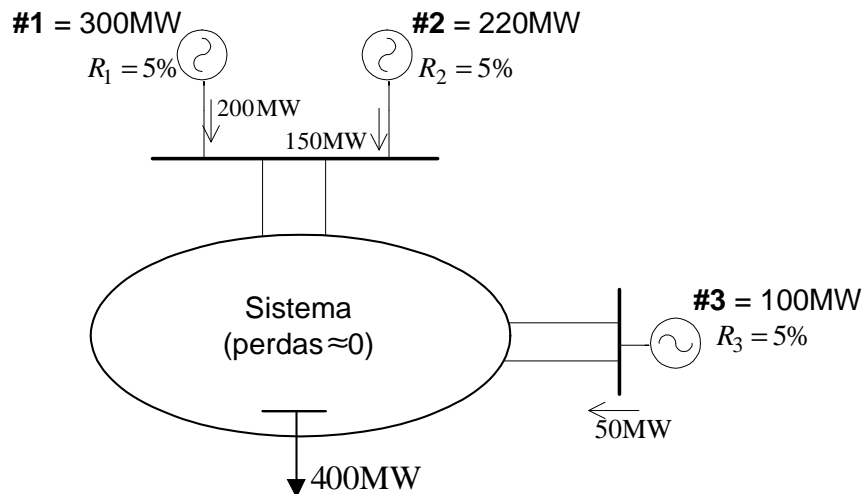 #1 = 300MW
R₁ = 5%
#2 = 220MW
R₂ = 5%
200MW
150MW
Sistema
(perdas≈0)
#3 = 100MW
R₃ = 5%
50MW
400MW